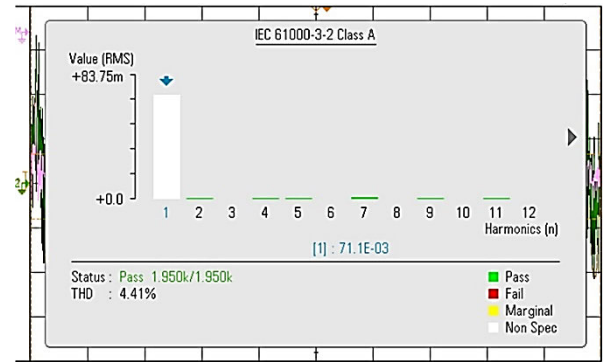 IEC 61000-3-2 Class A
Value (RMS)
+83.75m
+0.0
1 2 3 4 5 6 7 8 9 10 11 12
Harmonics (n)
[1] : 71.1E-03
Status : Pass 1.950k/1.950k
THD : 4.41%
Pass
Fail
Marginal
Non Spec